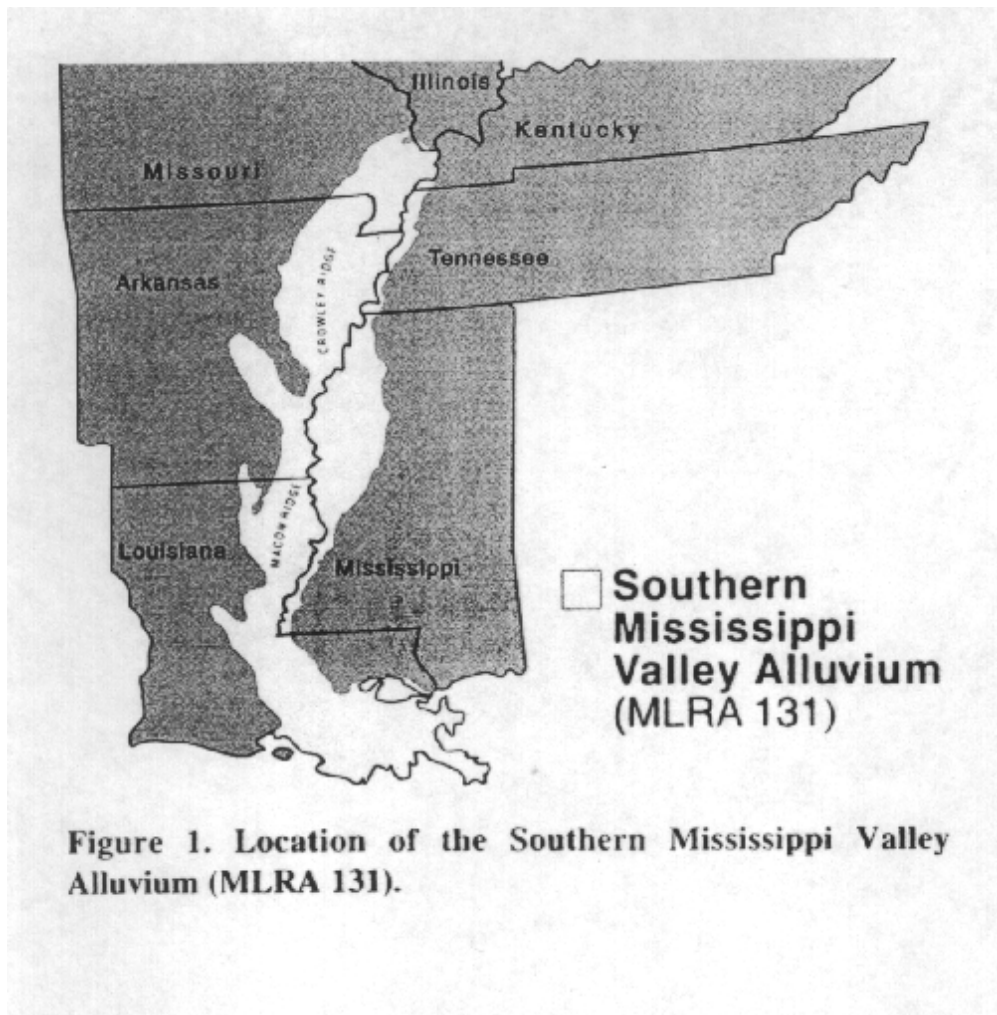 Illinois
Kentucky
Missouri
Tennessee
Arkansas
CROWLEY RIDGE
MACON RIDGE
Louisiana
Mississippi
Southern
Mississippi
Valley Alluvium
(MLRA 131)
Figure 1. Location of the Southern Mississippi Valley
Alluvium (MLRA 131).